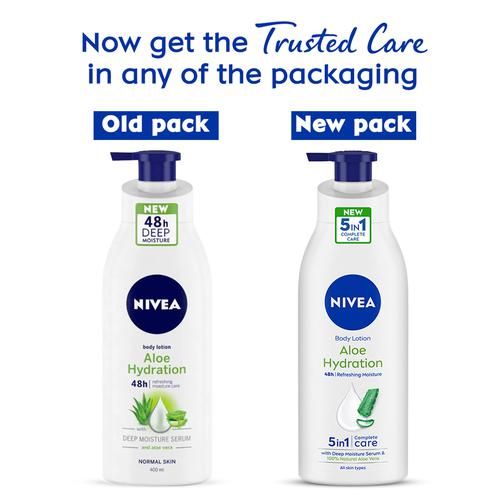 Now get the Trusted Care
in any of the packaging
Old pack
New pack
NEW
48h
DEEP
MOISTURE
NIVEA
body lotion
Aloe
Hydration
48h | refreshing
moisture care
with
DEEP MOISTURE SERUM
and aloe vera
NORMAL SKIN
400 ml
NEW
5IN1
COMPLETE
CARE
NIVEA
Body Lotion
Aloe
Hydration
48h | Refreshing Moisture
5in1 | Complete
care
with Deep Moisture Serum &
100% Natural Aloe Vera
All skin types